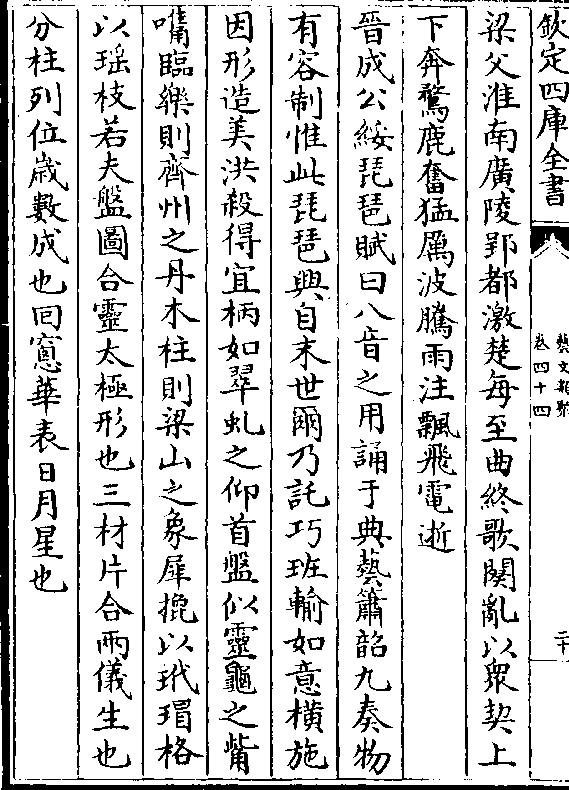 欽定四庫全書
藝文類聚
卷四十四
二十
梁父淮南廣陵郢都激楚每至曲終歌闋亂以衆契上
下奔騖鹿奮猛厲波騰雨注飄飛電逝
晉成公綏琵琶賦曰八音之用誦于典藝簫韶九奏物
有容制惟此琵琶興自末世爾乃託巧班輸如意橫施
因形造美洪殺得宜柄如翠虬之仰首盤似靈龜之觜
嘴臨樂則齊州之丹木柱則梁山之象犀㨤以玳瑁格
以瑶枝若夫盤圖合靈太極形也三材片合兩儀生也
分柱列位歲數成也囘窻華表日月星也